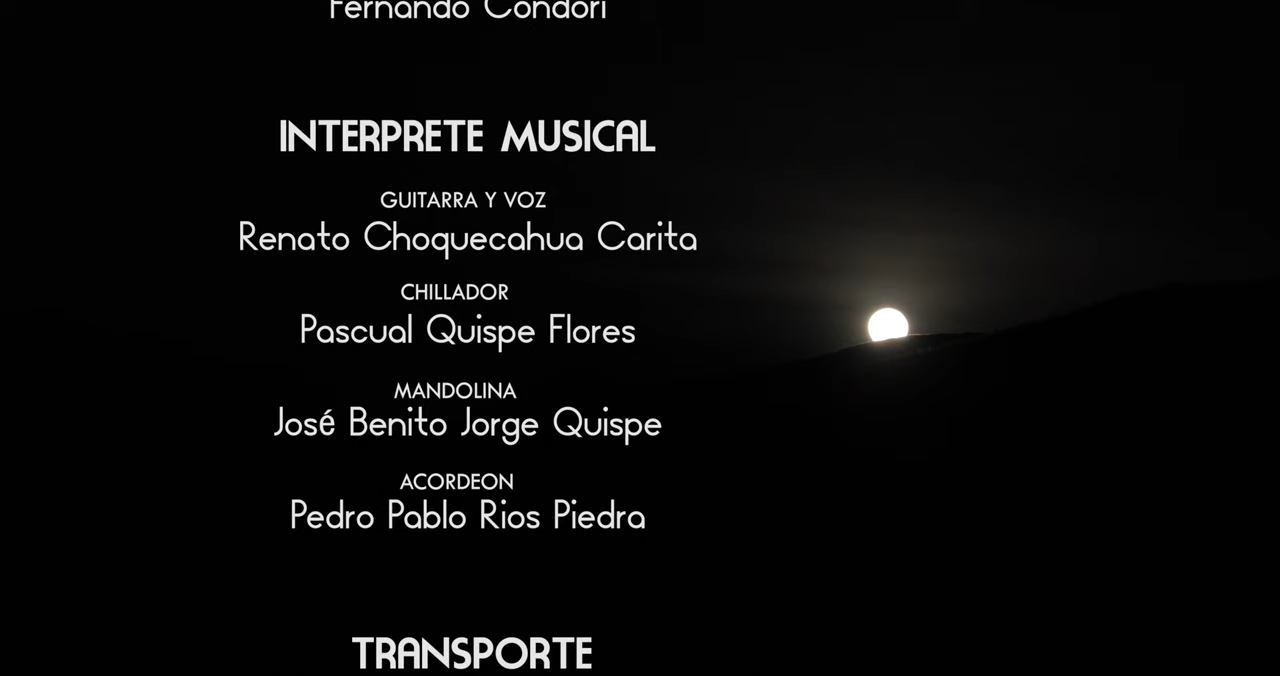 Fernando Condori
INTERPRETE MUSICAL
GUITARRA Y VOZ
Renato Choquecahua Carita
CHILLADOR
Pascual Quispe Flores
MANDOLINA
José Benito Jorge Quispe
ACORDEON
Pedro Pablo Rios Piedra
TRANSPORTE